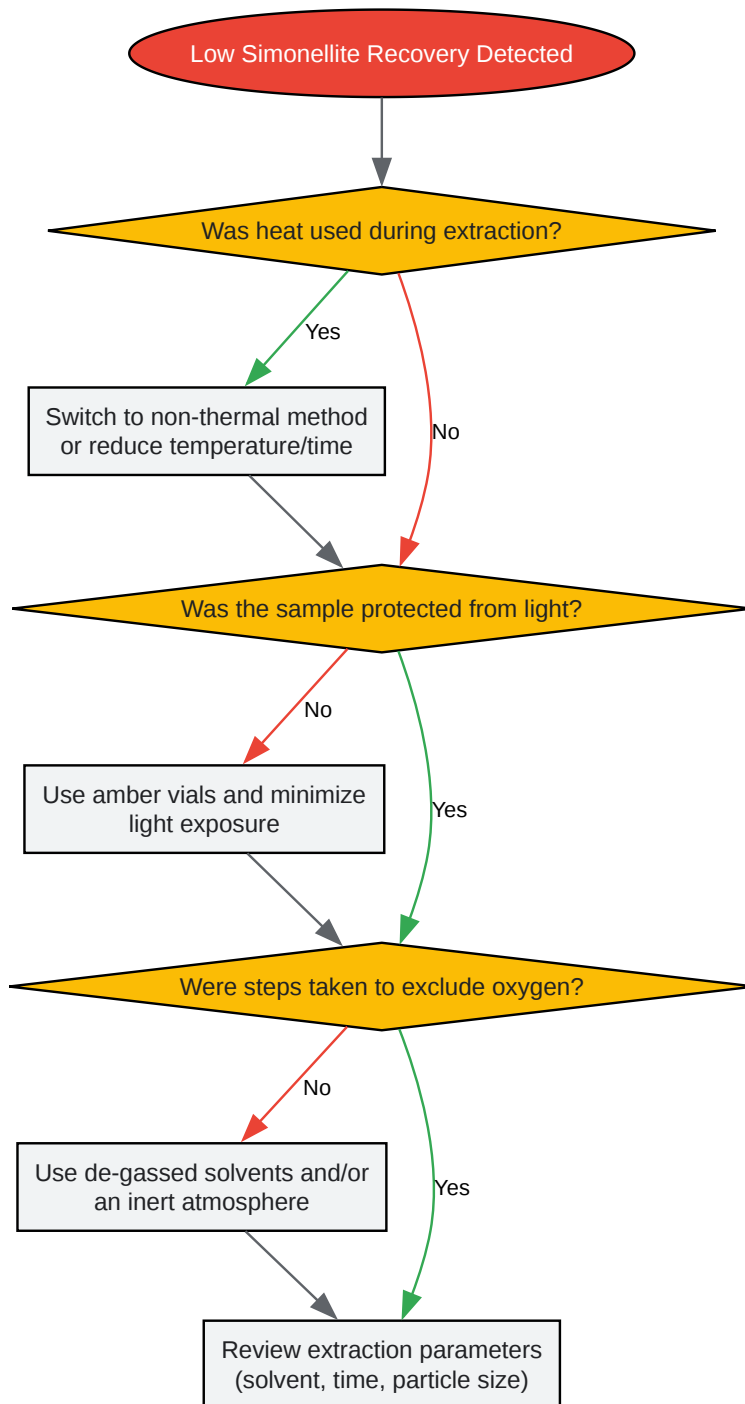 Low Simonellite Recovery Detected
Was heat used during extraction?
Yes
Switch to non-thermal method
or reduce temperature/time
No
Was the sample protected from light?
No
Use amber vials and minimize
light exposure
Yes
Were steps taken to exclude oxygen?
No
Use de-gassed solvents and/or
an inert atmosphere
Yes
Review extraction parameters
(solvent, time, particle size)